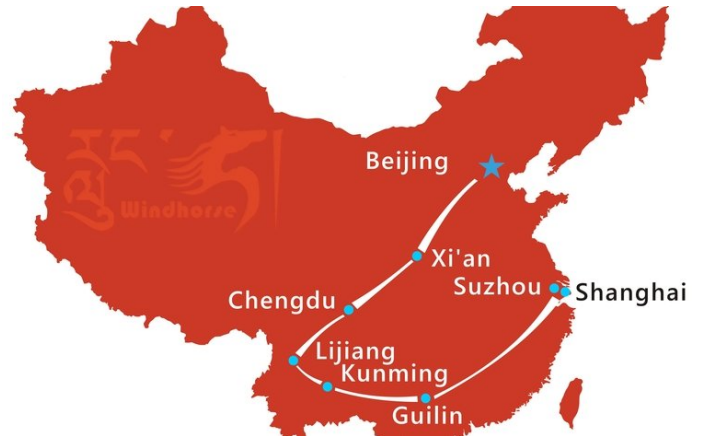 Beijing
Xi'an
Suzhou
Shanghai
Chengdu
Lijiang
Kunming
Guilin
རྟ་
རླུང་
Windhorse